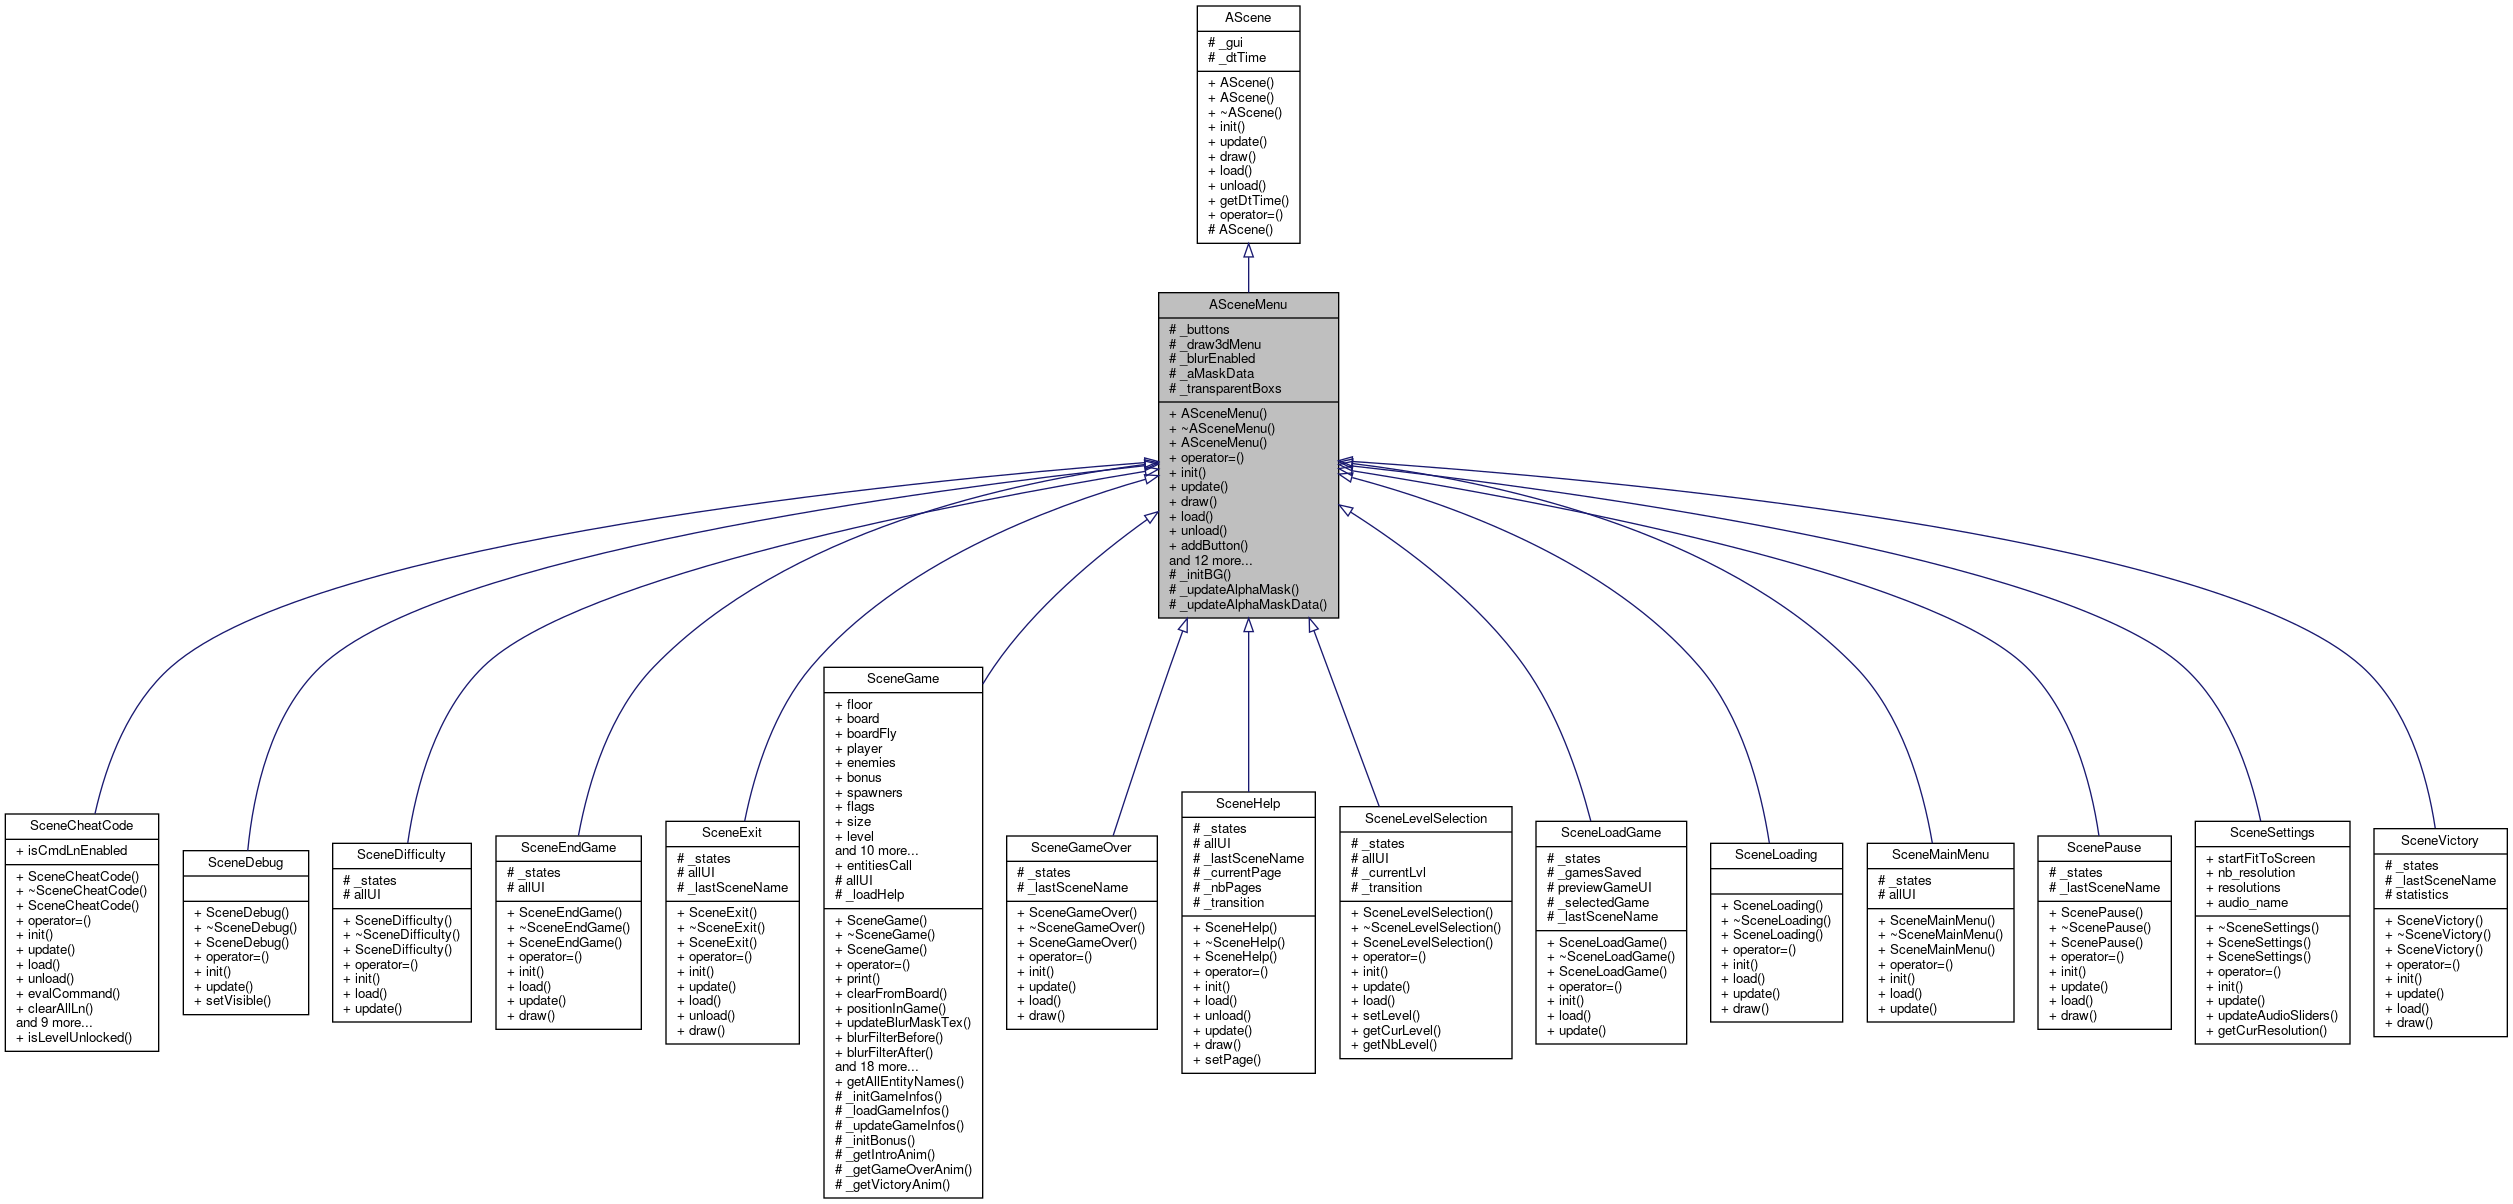 AScene
# _gui
# _dtTime
+ AScene()
+ AScene()
+ ~AScene()
+ init()
+ update()
+ draw()
+ load()
+ unload()
+ getDtTime()
+ operator=()
# AScene()
ASceneMenu
# _buttons
# _draw3dMenu
# _blurEnabled
# _aMaskData
# _transparentBoxs
+ ASceneMenu()
+ ~ASceneMenu()
+ ASceneMenu()
+ operator=()
+ init()
+ update()
+ draw()
+ load()
+ unload()
+ addButton()
and 12 more...
# _initBG()
# _updateAlphaMask()
# _updateAlphaMaskData()
SceneCheatCode
+ isCmdLnEnabled
+ SceneCheatCode()
+ ~SceneCheatCode()
+ SceneCheatCode()
+ operator=()
+ init()
+ update()
+ load()
+ unload()
+ evalCommand()
+ clearAllLn()
and 9 more...
+ isLevelUnlocked()
SceneDebug
+ SceneDebug()
+ ~SceneDebug()
+ SceneDebug()
+ operator=()
+ init()
+ update()
+ setVisible()
SceneDifficulty
# _states
# allUI
+ SceneDifficulty()
+ ~SceneDifficulty()
+ SceneDifficulty()
+ operator=()
+ init()
+ load()
+ update()
SceneEndGame
# _states
# allUI
+ SceneEndGame()
+ ~SceneEndGame()
+ SceneEndGame()
+ operator=()
+ init()
+ load()
+ update()
+ draw()
SceneExit
# _states
# allUI
# _lastSceneName
+ SceneExit()
+ ~SceneExit()
+ SceneExit()
+ operator=()
+ init()
+ update()
+ load()
+ unload()
+ draw()
SceneGame
+ floor
+ board
+ boardFly
+ player
+ enemies
+ bonus
+ spawners
+ flags
+ size
+ level
and 10 more...
+ entitiesCall
# allUI
# _loadHelp
+ SceneGame()
+ ~SceneGame()
+ SceneGame()
+ operator=()
+ print()
+ clearFromBoard()
+ positionInGame()
+ updateBlurMaskTex()
+ blurFilterBefore()
+ blurFilterAfter()
and 18 more...
+ getAllEntityNames()
# _initGameInfos()
# _loadGameInfos()
# _updateGameInfos()
# _initBonus()
# _getIntroAnim()
# _getGameOverAnim()
# _getVictoryAnim()
SceneGameOver
# _states
# _lastSceneName
+ SceneGameOver()
+ ~SceneGameOver()
+ SceneGameOver()
+ operator=()
+ init()
+ update()
+ load()
+ draw()
SceneHelp
# _states
# allUI
# _lastSceneName
# _currentPage
# _nbPages
# _transition
+ SceneHelp()
+ ~SceneHelp()
+ SceneHelp()
+ operator=()
+ init()
+ load()
+ unload()
+ update()
+ draw()
+ setPage()
SceneLevelSelection
# _states
# allUI
# _currentLvl
# _transition
+ SceneLevelSelection()
+ ~SceneLevelSelection()
+ SceneLevelSelection()
+ operator=()
+ init()
+ update()
+ load()
+ setLevel()
+ getCurLevel()
+ getNbLevel()
SceneLoadGame
# _states
# _gamesSaved
# previewGameUI
# _selectedGame
# _lastSceneName
+ SceneLoadGame()
+ ~SceneLoadGame()
+ SceneLoadGame()
+ operator=()
+ init()
+ load()
+ update()
SceneLoading
+ SceneLoading()
+ ~SceneLoading()
+ SceneLoading()
+ operator=()
+ init()
+ load()
+ update()
+ draw()
SceneMainMenu
# _states
# allUI
+ SceneMainMenu()
+ ~SceneMainMenu()
+ SceneMainMenu()
+ operator=()
+ init()
+ load()
+ update()
ScenePause
# _states
# _lastSceneName
+ ScenePause()
+ ~ScenePause()
+ ScenePause()
+ operator=()
+ init()
+ update()
+ load()
+ draw()
SceneSettings
+ startFitToScreen
+ nb_resolution
+ resolutions
+ audio_name
+ ~SceneSettings()
+ SceneSettings()
+ SceneSettings()
+ operator=()
+ init()
+ update()
+ updateAudioSliders()
+ getCurResolution()
SceneVictory
# _states
# _lastSceneName
# statistics
+ SceneVictory()
+ ~SceneVictory()
+ SceneVictory()
+ operator=()
+ init()
+ update()
+ load()
+ draw()